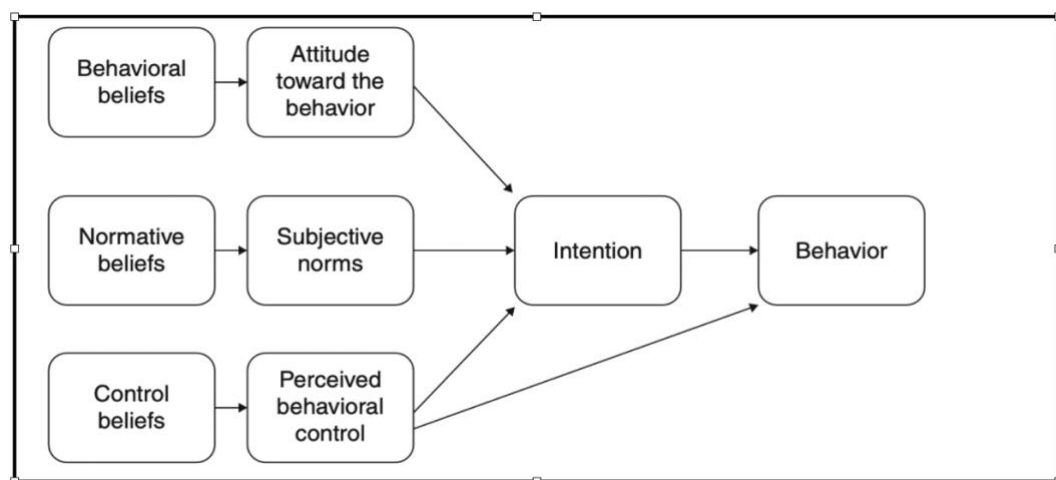 Behavioral
beliefs
Attitude
toward the
behavior
Normative
beliefs
Subjective
norms
Intention
Behavior
Control
beliefs
Perceived
behavioral
control